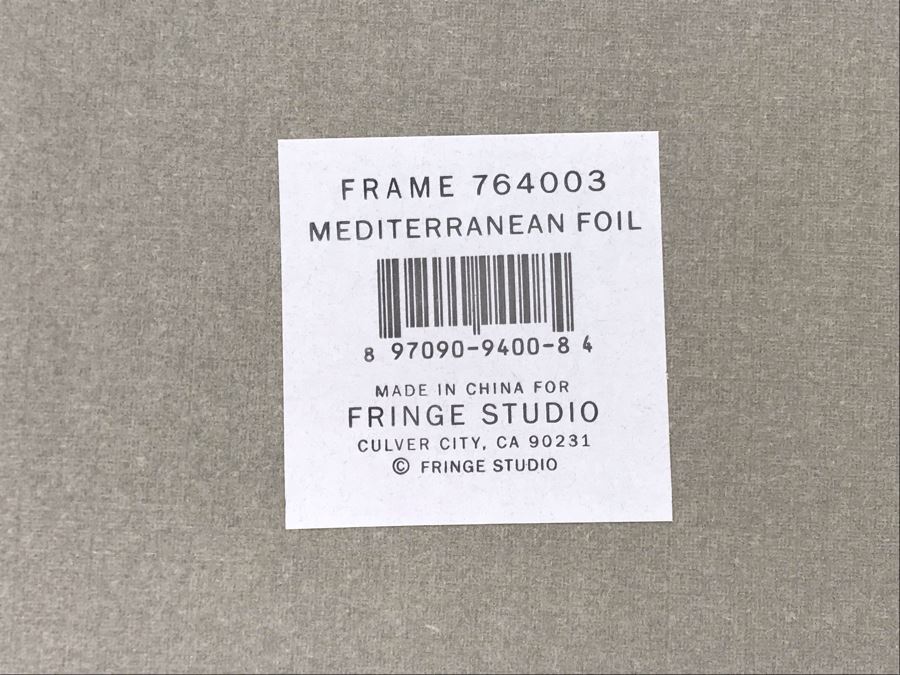 FRAME 764003
MEDITERRANEAN FOIL
8 97090-9400-8 4
MADE IN CHINA FOR
FRINGE STUDIO
CULVER CITY, CA 90231
© FRINGE STUDIO